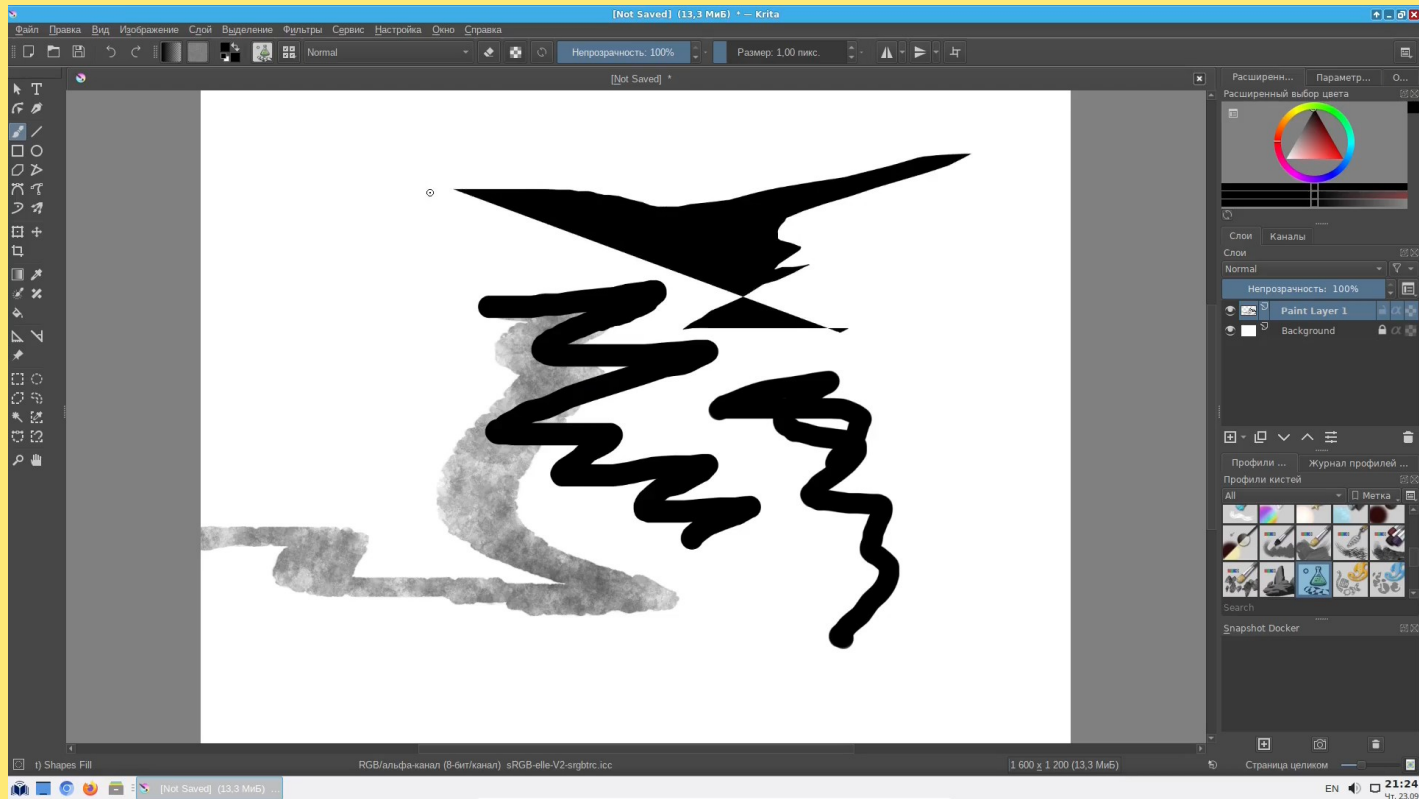 [Not Saved]  (13,3 МиБ)  * — Krita
Файл Правка Вид Изображение Слой Выделение Фильтры Сервис Настройка Окно Справка
Normal Непрозрачность: 100% Размер: 1,00 пикс.
[Not Saved] *
Расширенн... Параметр... О...
Расширенный выбор цвета
Слои Каналы
Слои
Normal
Непрозрачность: 100%
Paint Layer 1
Background
Профили ... Журнал профилей ...
Профили кистей
All Метка
Search
Snapshot Docker
t) Shapes Fill RGB/альфа-канал (8-бит/канал) sRGB-elle-V2-srgbtrc.icc 1 600 x 1 200 (13,3 МиБ) Страница целиком
[Not Saved] (13,3 МиБ) ... EN 21:24
Чт. 23.09